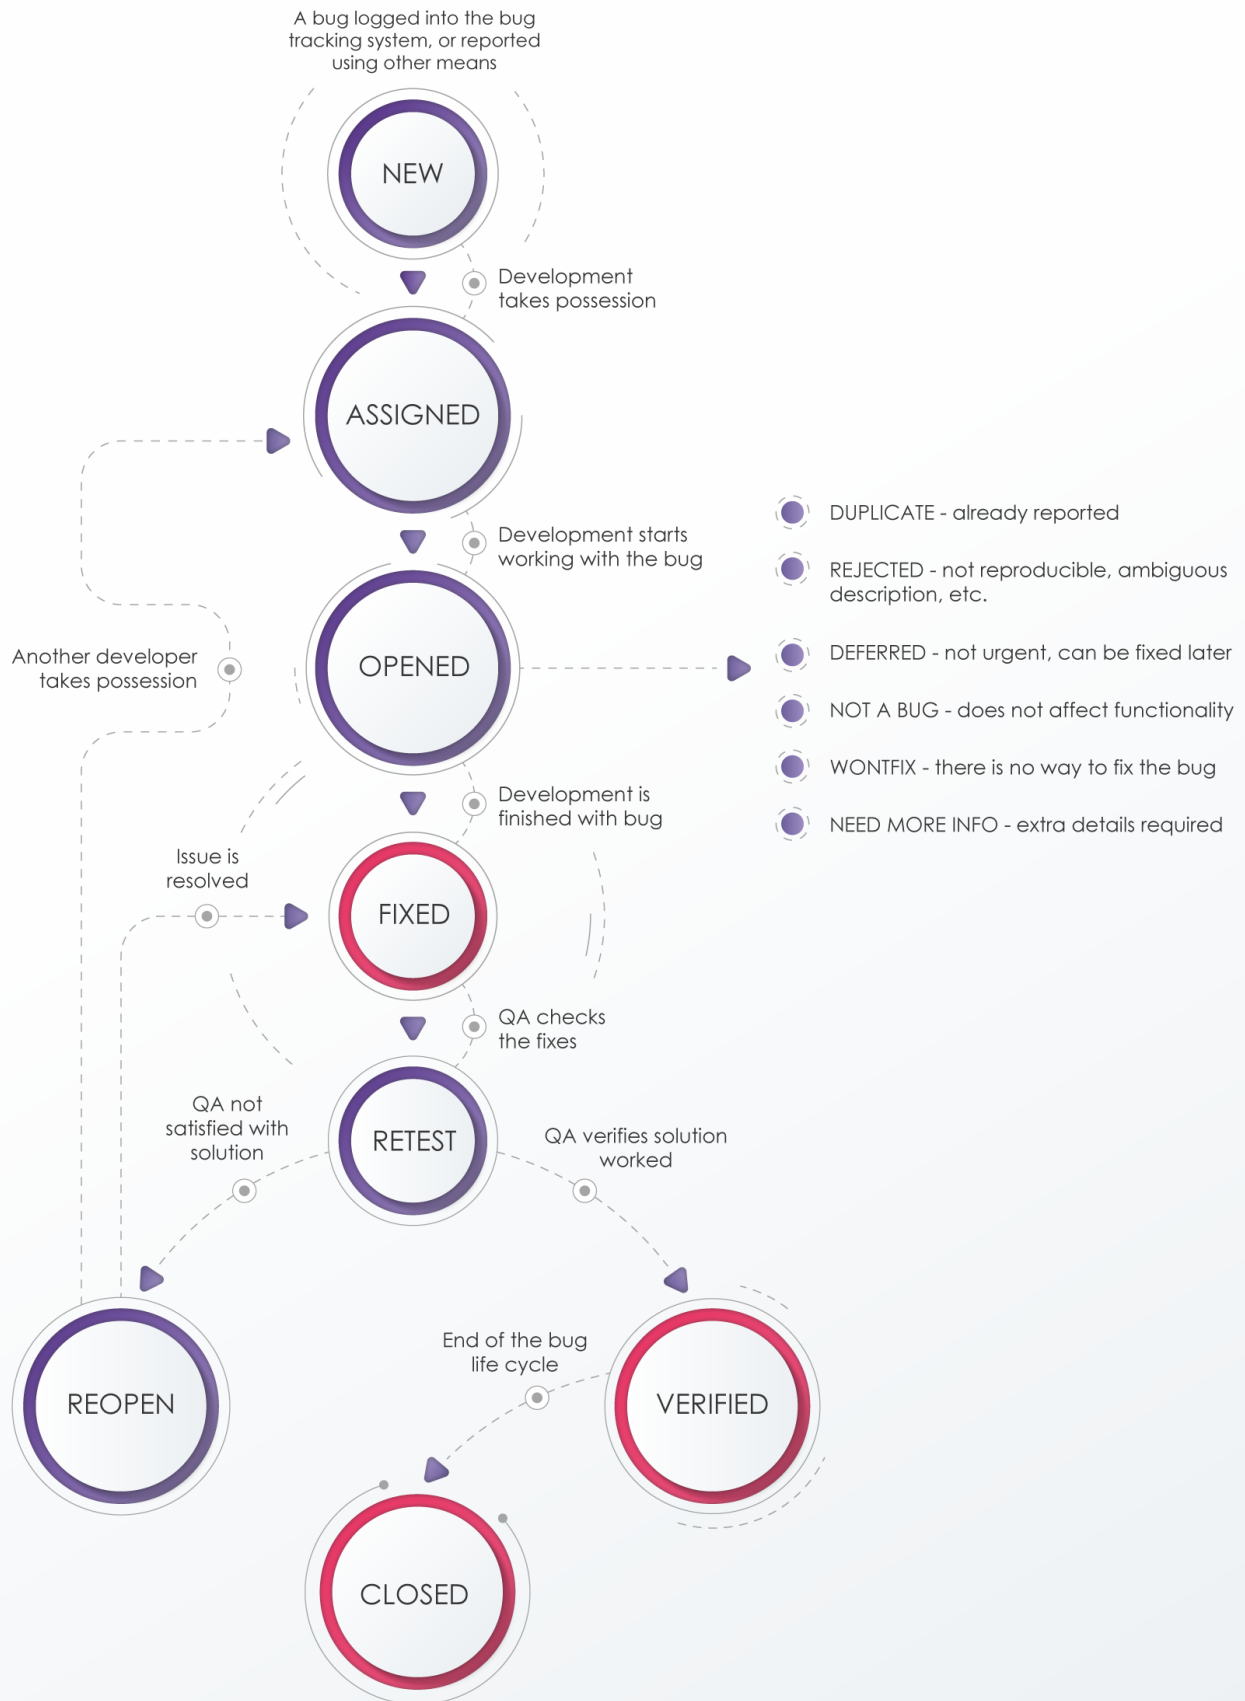 A bug logged into the bug
tracking system, or reported
using other means
NEW
Development
takes possession
ASSIGNED
Development starts
working with the bug
DUPLICATE - already reported
REJECTED - not reproducible, ambiguous
description, etc.
DEFERRED - not urgent, can be fixed later
NOT A BUG - does not affect functionality
WONTFIX - there is no way to fix the bug
NEED MORE INFO - extra details required
OPENED
Another developer
takes possession
Development is
finished with bug
Issue is
resolved
FIXED
QA checks
the fixes
QA not
satisfied with
solution
RETEST
QA verifies solution
worked
REOPEN
End of the bug
life cycle
VERIFIED
CLOSED